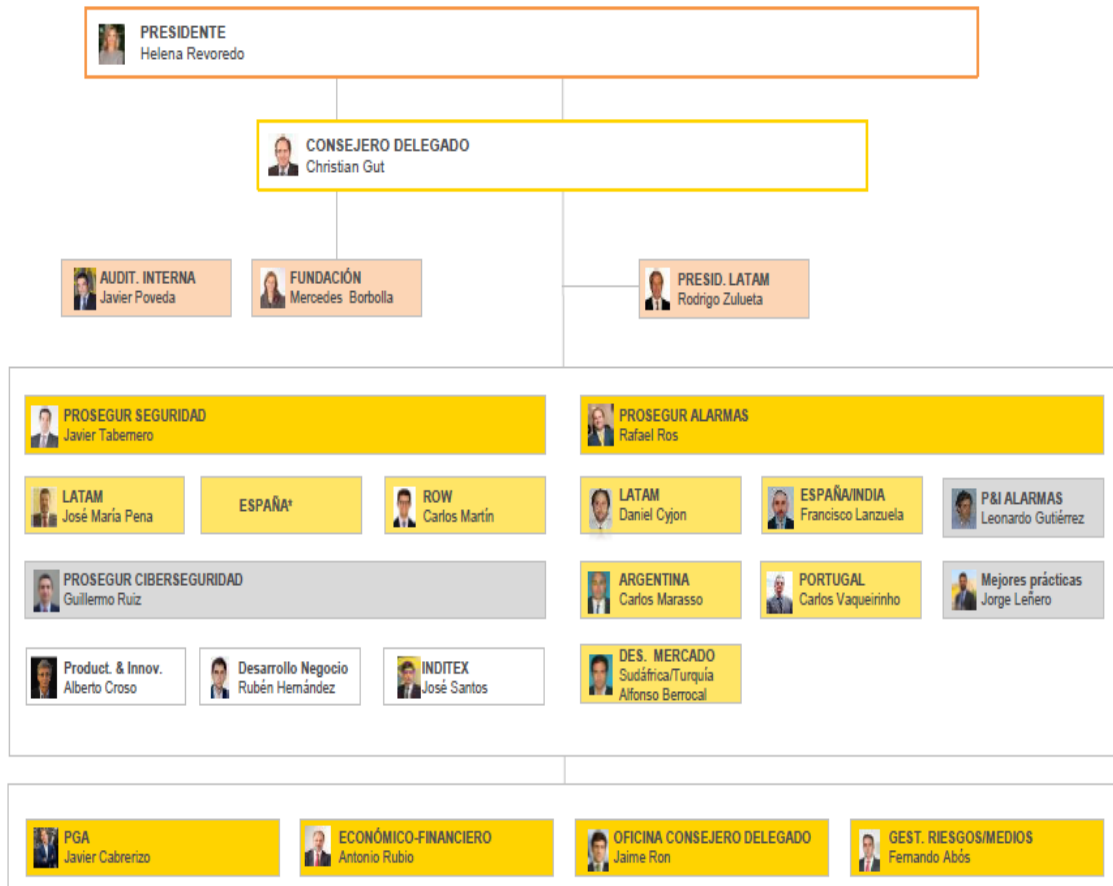 PRESIDENTE
Helena Revoredo
CONSEJERO DELEGADO
Christian Gut
AUDIT. INTERNA
Javier Poveda
FUNDACIÓN
Mercedes Borbolla
PRESID. LATAM
Rodrigo Zulueta
PROSEGUR SEGURIDAD
Javier Tabernero
PROSEGUR ALARMAS
Rafael Ros
LATAM
José María Pena
ESPAÑA*
ROW
Carlos Martín
LATAM
Daniel Cyjon
ESPAÑA/INDIA
Francisco Lanzuela
P&I ALARMAS
Leonardo Gutiérrez
PROSEGUR CIBERSEGURIDAD
Guillermo Ruiz
ARGENTINA
Carlos Marasso
PORTUGAL
Carlos Vaqueirinho
Mejores prácticas
Jorge Leñero
Product. & Innov.
Alberto Croso
Desarrollo Negocio
Rubén Hernández
INDITEX
José Santos
DES. MERCADO
Sudáfrica/Turquía
Alfonso Berrocal
PGA
Javier Cabrerizo
ECONÓMICO-FINANCIERO
Antonio Rubio
OFICINA CONSEJERO DELEGADO
Jaime Ron
GEST. RIESGOS/MEDIOS
Fernando Abós